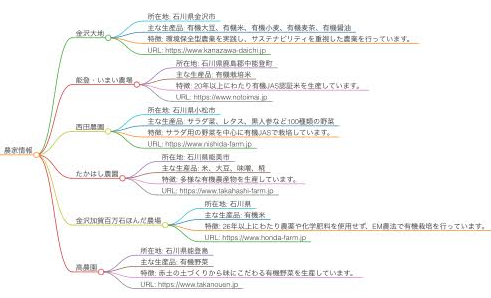 農家情報
金沢大地
所在地: 石川県金沢市
主な生産品: 有機大豆、有機米、有機小麦、有機麦茶、有機醤油
特徴: 環境保全型農業を実践し、サステナビリティを重視した農業を行っています。
URL: https://www.kanazawa-daichi.jp
能登・いまい農場
所在地: 石川県鹿島郡中能登町
主な生産品: 有機栽培米
特徴: 20年以上にわたり有機JAS認証米を生産しています。
URL: https://www.notoimai.jp
西田農園
所在地: 石川県小松市
主な生産品: サラダ菜、レタス、黒人参など100種類の野菜
特徴: サラダ用の野菜を中心に有機JASで栽培しています。
URL: https://www.nishida-farm.jp
たかはし農園
所在地: 石川県能美市
主な生産品: 米、大豆、味噌、糀
特徴: 多様な有機農産物を生産しています。
URL: https://www.takahashi-farm.jp
金沢加賀百万石ほんだ農場
所在地: 石川県
主な生産品: 有機米
特徴: 26年以上にわたり農薬や化学肥料を使用せず、EM農法で有機栽培を行っています。
URL: https://www.honda-farm.jp
高農園
所在地: 石川県能登島
主な生産品: 有機野菜
特徴: 赤土の土づくりから味にこだわる有機野菜を生産しています。
URL: https://www.takanouen.jp